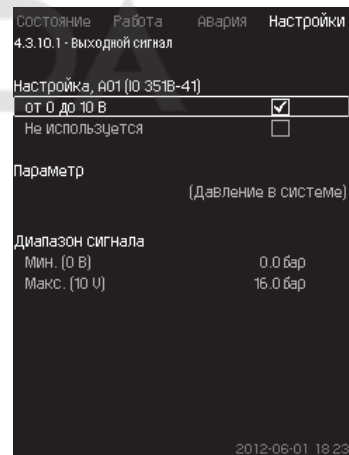 Состояние Работа Авария Настройки
4.3.10.1 - Выходной сигнал
Настройка, AO1 (IO 351B-41)
от 0 до 10 В
Не используется
Параметр
(Давление в системе)
Диапазон сигнала
Мин. (0 В) 0.0 бар
Макс. (10 V) 16.0 бар
2012-06-01 18:23